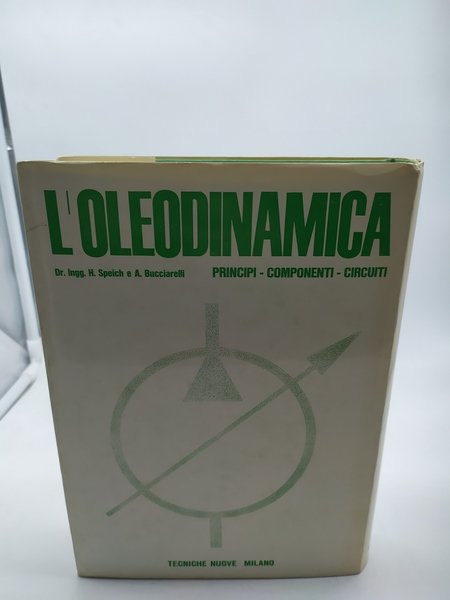 L'OLEODINAMICA
Dr. Ingg. H. Speich e A. Bucciarelli PRINCIPI - COMPONENTI - CIRCUITI
TECNICHE NUOVE MILANO